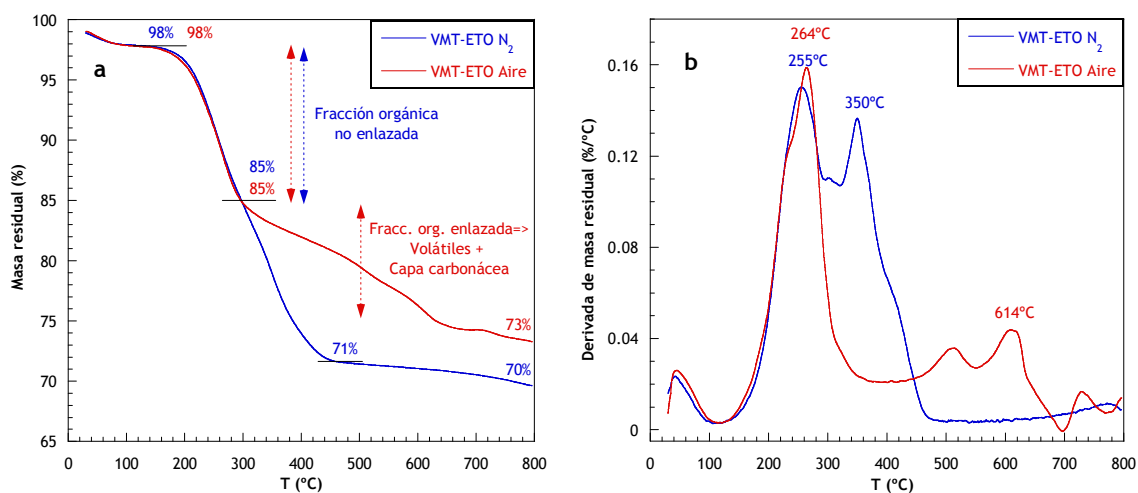 a
VMT-ETO N2
VMT-ETO Aire
98%
98%
Fracción orgánica
no enlazada
85%
85%
Fracc. org. enlazada=>
Volátiles +
Capa carbonácea
71%
73%
70%
Masa residual (%)
100
95
90
85
80
75
70
65
0 100 200 300 400 500 600 700 800
T (ºC)
b
VMT-ETO N2
VMT-ETO Aire
264ºC
255ºC
350ºC
614ºC
Derivada de masa residual (%/ºC)
0.16
0.12
0.08
0.04
0
0 100 200 300 400 500 600 700 800
T (ºC)